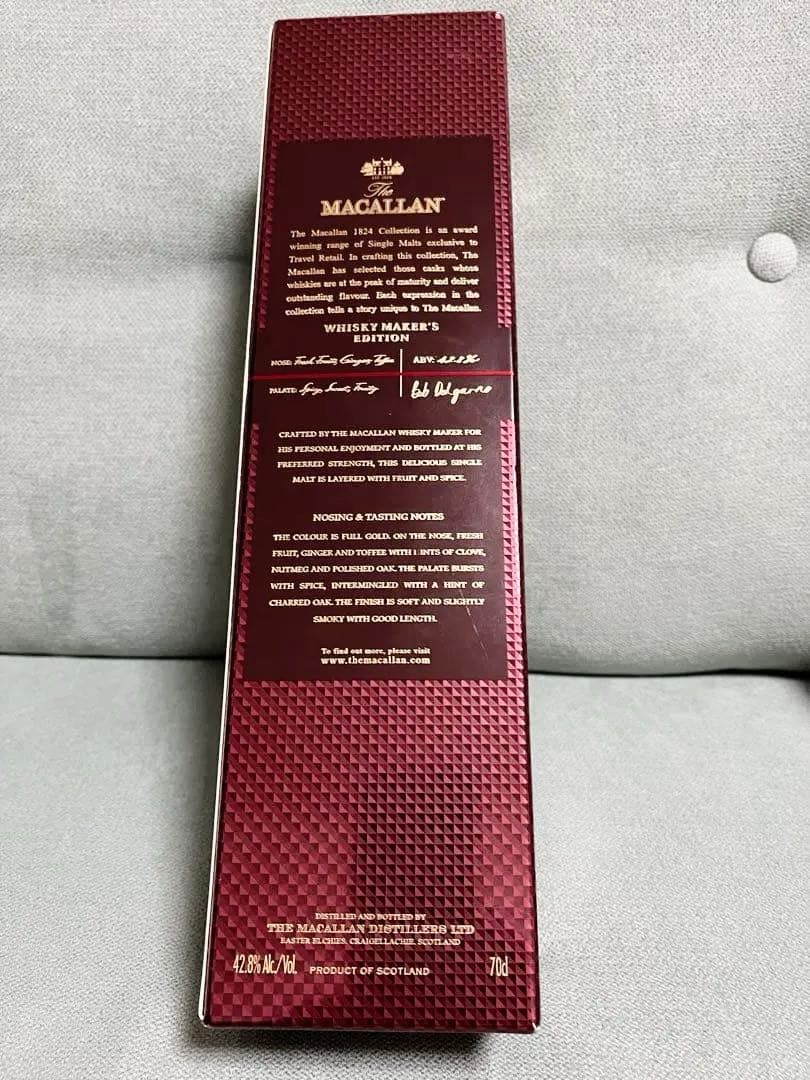 EST 1824
The
MACALLAN
The Macallan 1824 Collection is an award
winning range of Single Malts exclusive to
Travel Retail. In crafting this collection, The
Macallan has selected those casks whose
whiskies are at the peak of maturity and deliver
outstanding flavour. Each expression in the
collection tells a story unique to The Macallan.
WHISKY MAKER'S
EDITION
NOSE: Fresh Fruit, Ginger, Toffee ABV: 42.8%
PALATE: Spicy, Sweet, Fruity Bob Dalgarno
CRAFTED BY THE MACALLAN WHISKY MAKER FOR
HIS PERSONAL ENJOYMENT AND BOTTLED AT HIS
PREFERRED STRENGTH, THIS DELICIOUS SINGLE
MALT IS LAYERED WITH FRUIT AND SPICE.
NOSING & TASTING NOTES
THE COLOUR IS FULL GOLD. ON THE NOSE, FRESH
FRUIT, GINGER AND TOFFEE WITH HINTS OF CLOVE,
NUTMEG AND POLISHED OAK. THE PALATE BURSTS
WITH SPICE, INTERMINGLED WITH A HINT OF
CHARRED OAK. THE FINISH IS SOFT AND SLIGHTLY
SMOKY WITH GOOD LENGTH.
To find out more, please visit
www.themacallan.com
DISTILLED AND BOTTLED BY
THE MACALLAN DISTILLERS LTD
EASTER ELCHIES, CRAIGELLACHIE, SCOTLAND
42.8% Alc./Vol. PRODUCT OF SCOTLAND 70cl